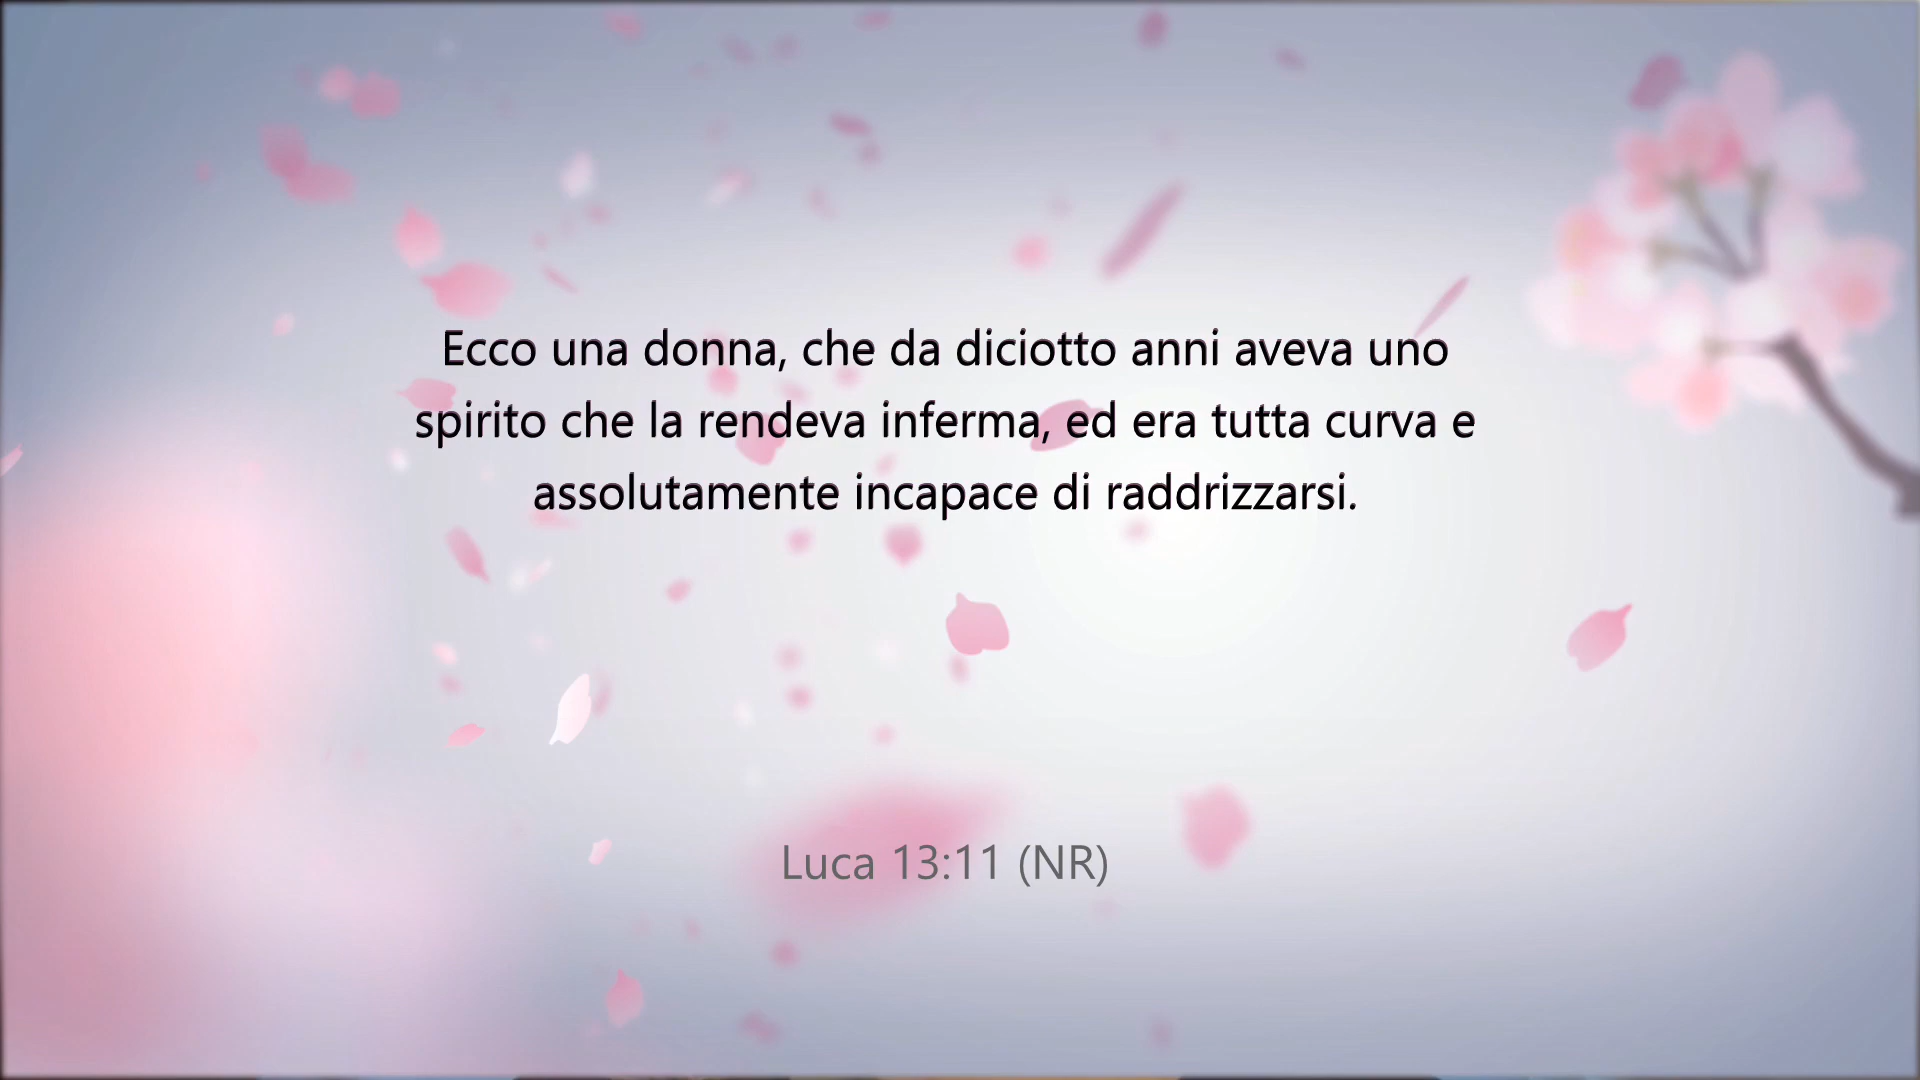 Ecco una donna, che da diciotto anni aveva uno
spirito che la rendeva inferma, ed era tutta curva e
assolutamente incapace di raddrizzarsi.
Luca 13:11 (NR)